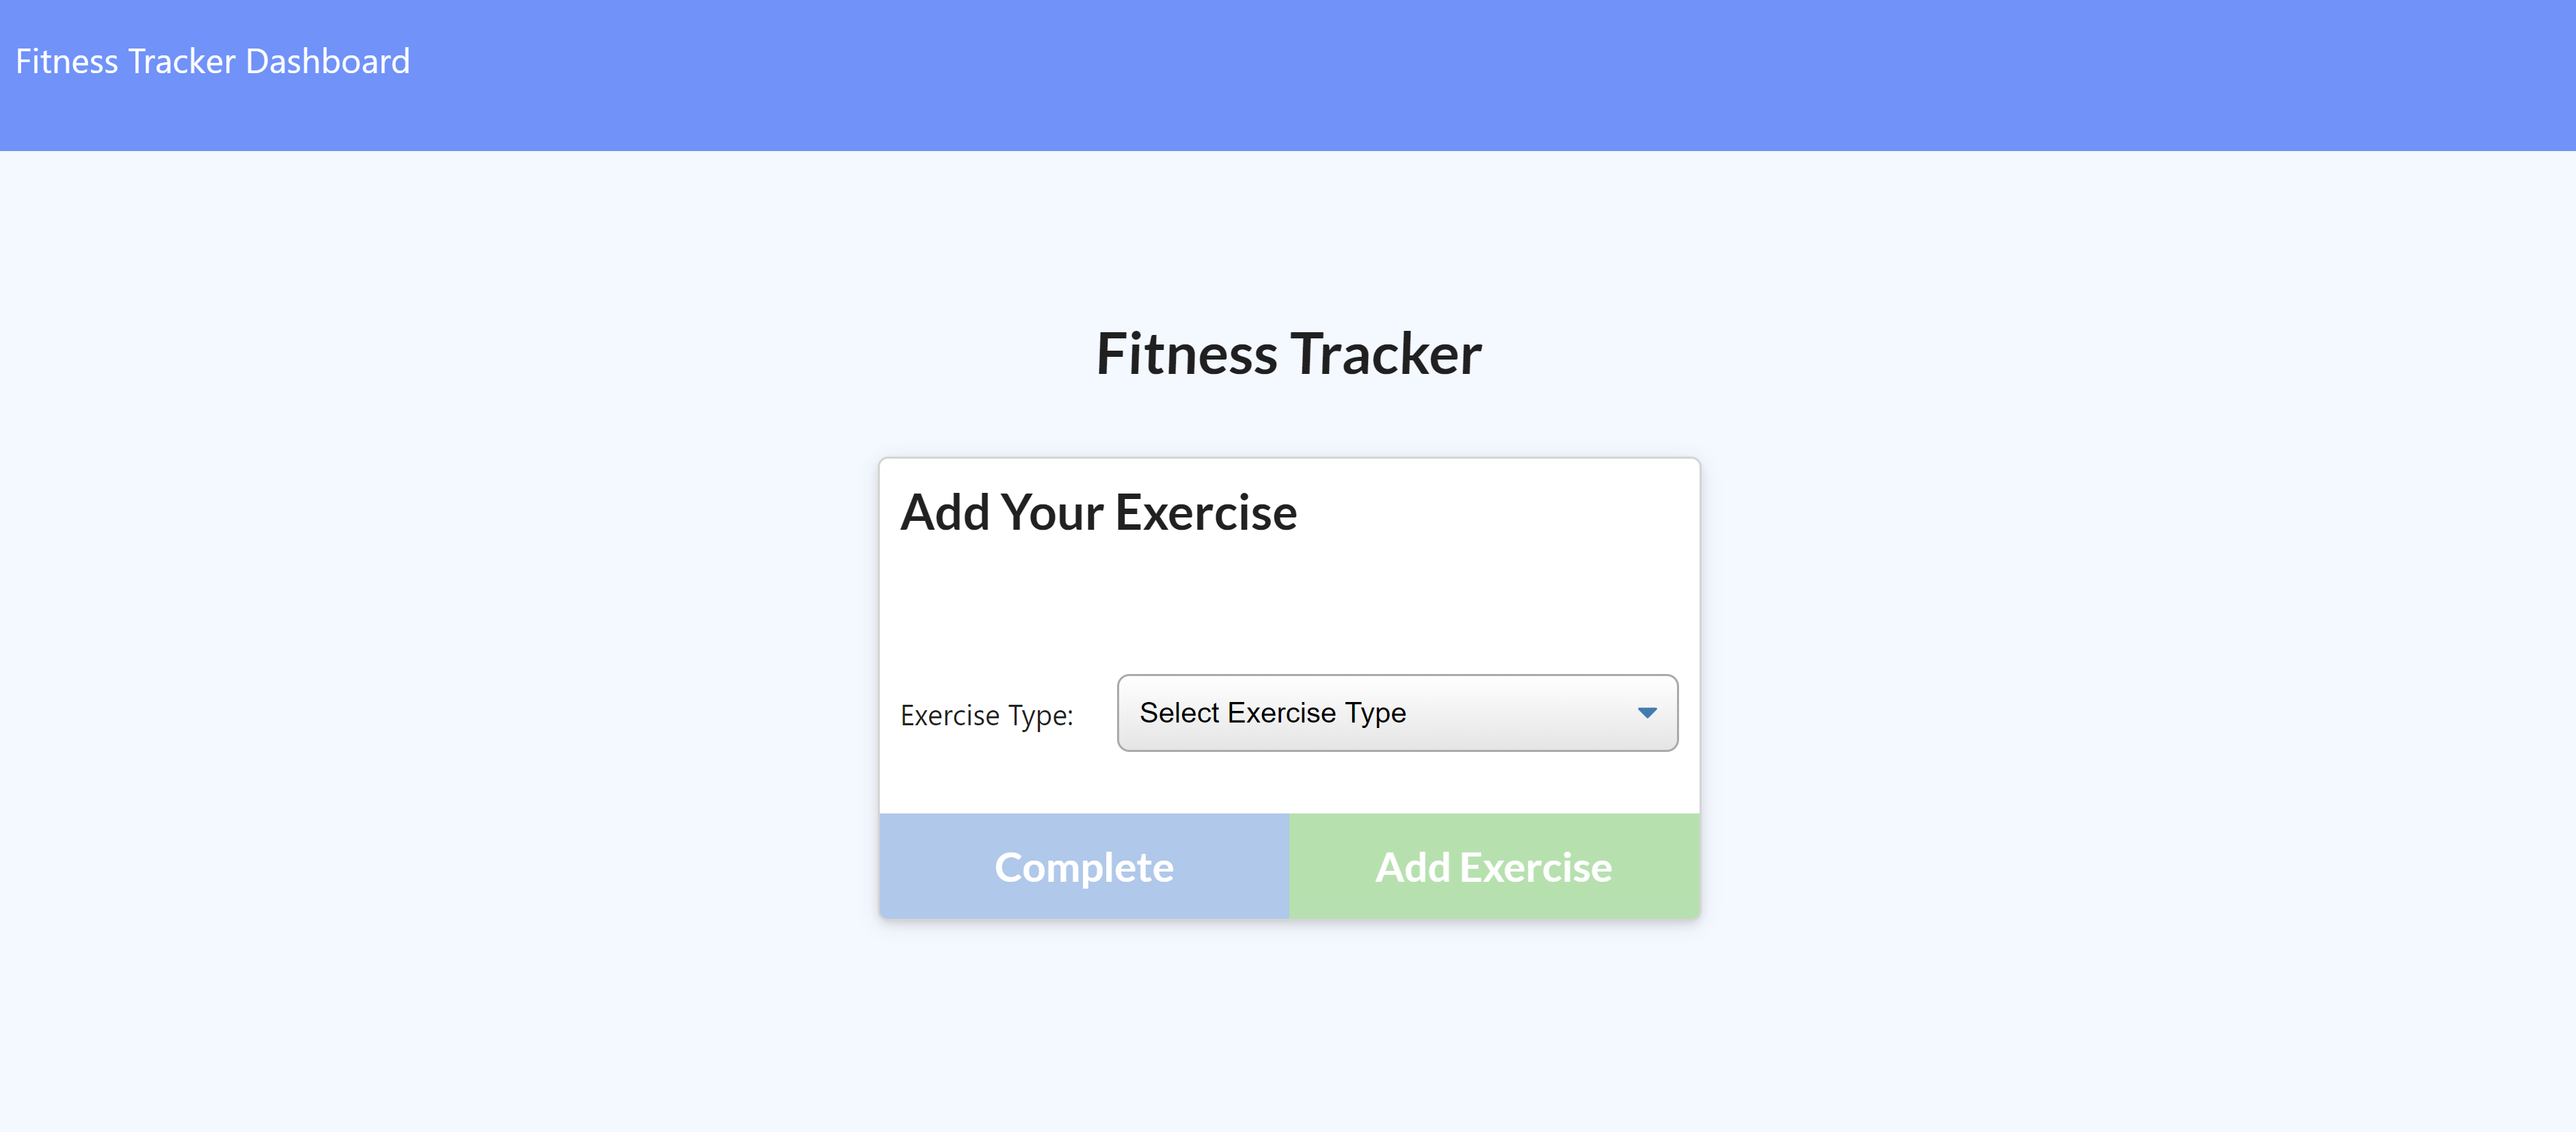 Fitness Tracker Dashboard
Fitness Tracker
Add Your Exercise
Exercise Type: Select Exercise Type
Complete Add Exercise